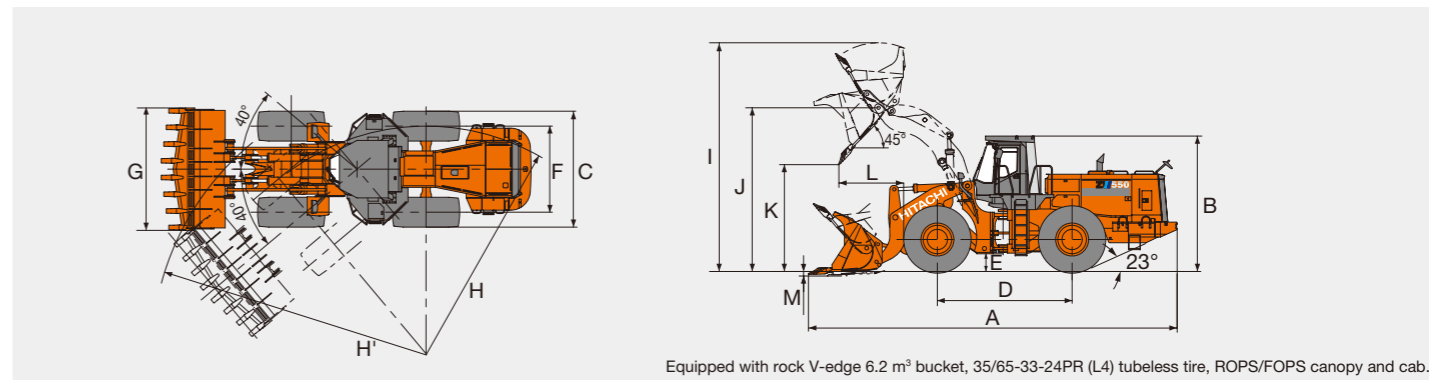 40°
40°
G
F
C
H
H'
I
J
K
L
45°
M
HITACHI
ZW 550
B
E
23°
D
A
Equipped with rock V-edge 6.2 m³ bucket, 35/65-33-24PR (L4) tubeless tire, ROPS/FOPS canopy and cab.